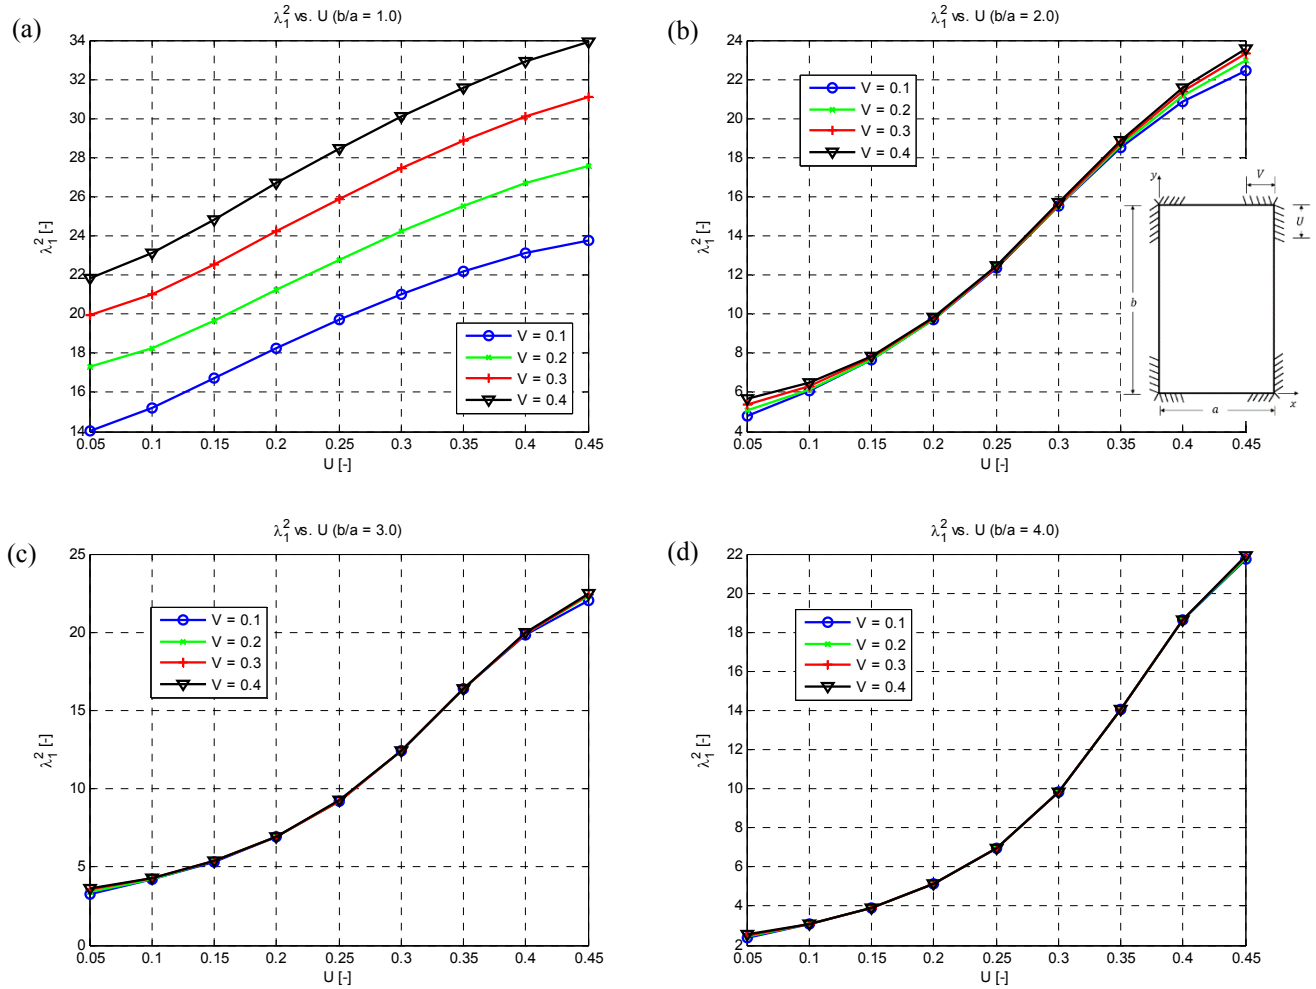 (a)
λ₁² vs. U (b/a = 1.0)
34
32
30
28
26
24
22
20
18
16
14
λ₁² [-]
V = 0.1
V = 0.2
V = 0.3
V = 0.4
0.05 0.1 0.15 0.2 0.25 0.3 0.35 0.4 0.45
U [-]
(b)
λ₁² vs. U (b/a = 2.0)
24
22
20
18
16
14
12
10
8
6
4
λ₁² [-]
V = 0.1
V = 0.2
V = 0.3
V = 0.4
0.05 0.1 0.15 0.2 0.25 0.3 0.35 0.4 0.45
U [-]
y
V
U
b
a
x
(c)
λ₁² vs. U (b/a = 3.0)
25
20
15
10
5
0
λ₁² [-]
V = 0.1
V = 0.2
V = 0.3
V = 0.4
0.05 0.1 0.15 0.2 0.25 0.3 0.35 0.4 0.45
U [-]
(d)
λ₁² vs. U (b/a = 4.0)
22
20
18
16
14
12
10
8
6
4
2
λ₁² [-]
V = 0.1
V = 0.2
V = 0.3
V = 0.4
0.05 0.1 0.15 0.2 0.25 0.3 0.35 0.4 0.45
U [-]